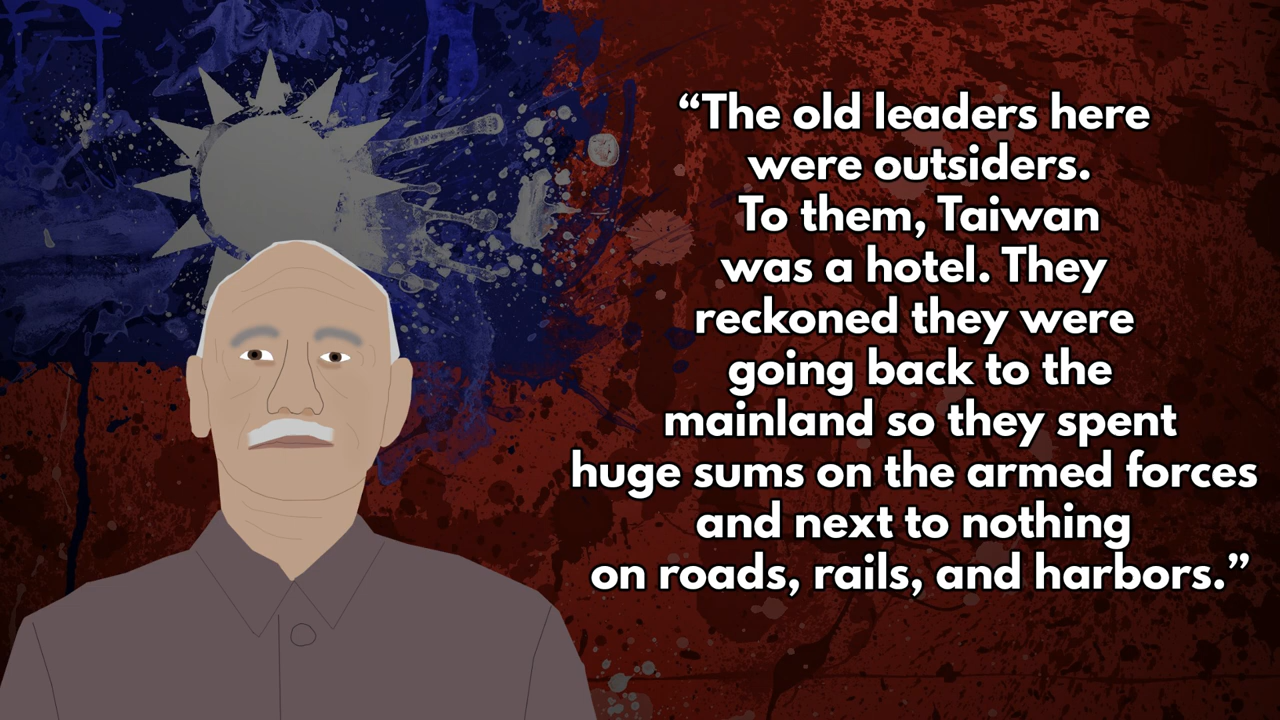 “The old leaders here
were outsiders.
To them, Taiwan
was a hotel. They
reckoned they were
going back to the
mainland so they spent
huge sums on the armed forces
and next to nothing
on roads, rails, and harbors.”